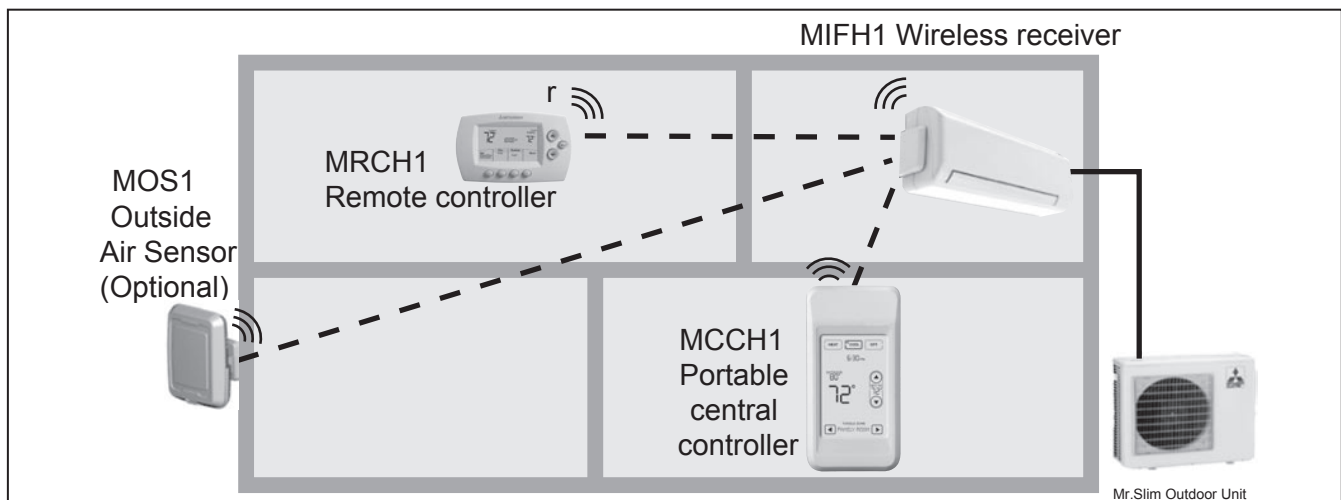 MIFH1 Wireless receiver
r
MRCH1
Remote controller
MOS1
Outside
Air Sensor
(Optional)
72°
MCCH1
Portable
central
controller
72°
Mr.Slim Outdoor Unit